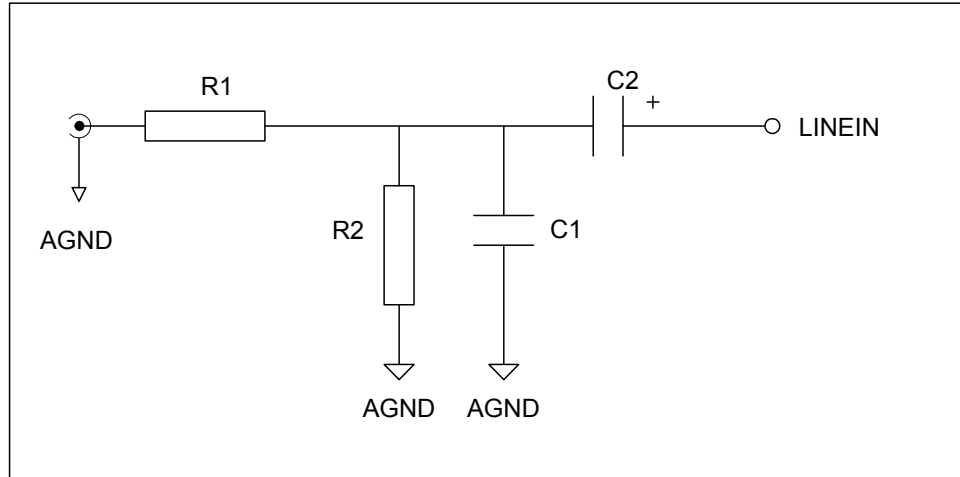 R1
C2
+
LINEIN
AGND
R2
C1
AGND
AGND